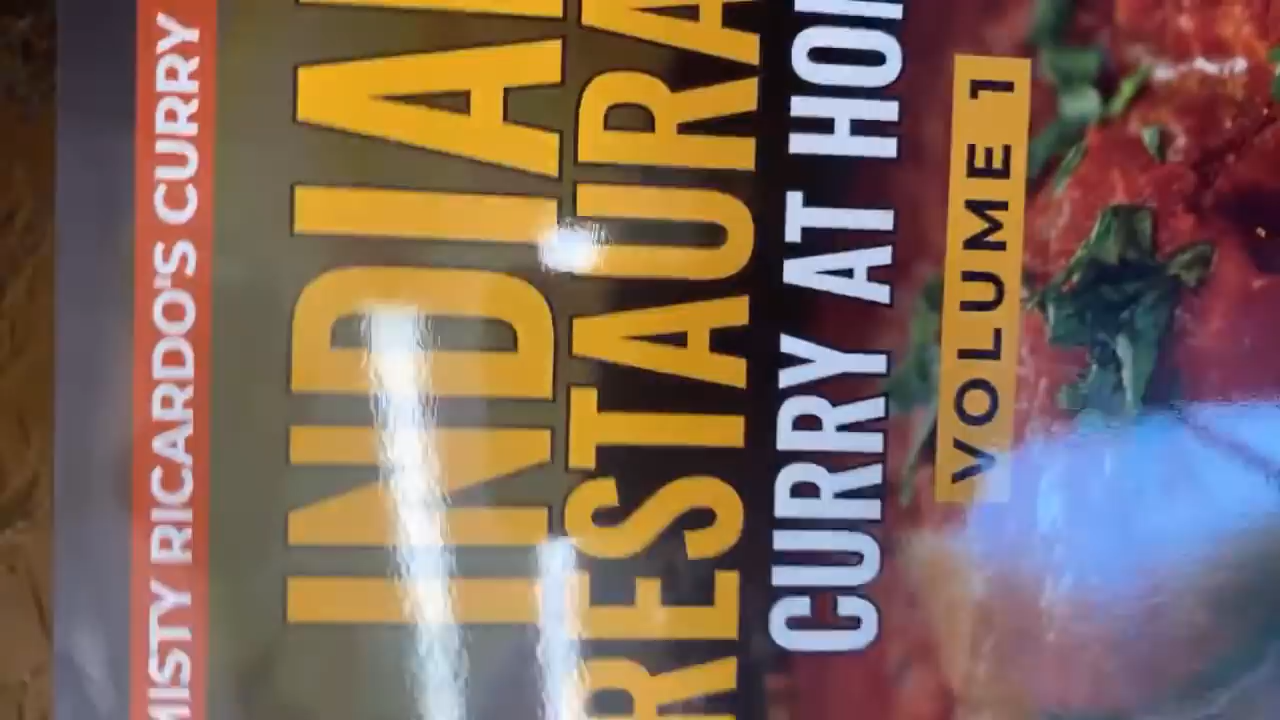 MISTY RICARDO'S CURRY
INDIA
RESTAURA
CURRY AT HO
VOLUME 1